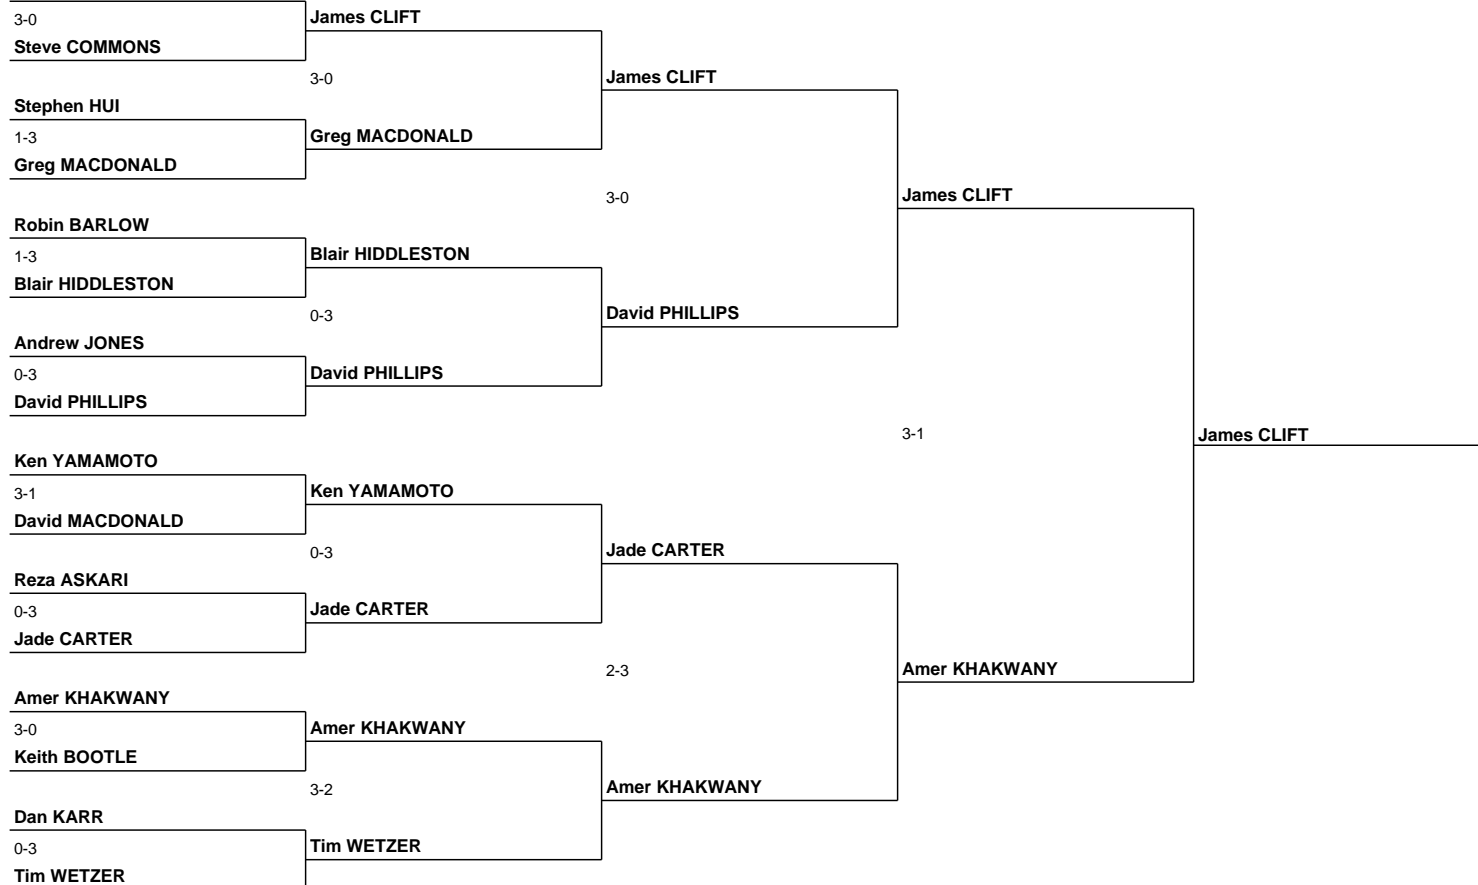 3-0
Steve COMMONS
Stephen HUI
1-3
Greg MACDONALD
Robin BARLOW
1-3
Blair HIDDLESTON
Andrew JONES
0-3
David PHILLIPS
Ken YAMAMOTO
3-1
David MACDONALD
Reza ASKARI
0-3
Jade CARTER
Amer KHAKWANY
3-0
Keith BOOTLE
Dan KARR
0-3
Tim WETZER
James CLIFT
3-0
Greg MACDONALD
Blair HIDDLESTON
0-3
David PHILLIPS
Ken YAMAMOTO
0-3
Jade CARTER
Amer KHAKWANY
3-2
Tim WETZER
James CLIFT
3-0
David PHILLIPS
Jade CARTER
2-3
Amer KHAKWANY
James CLIFT
3-1
Amer KHAKWANY
James CLIFT